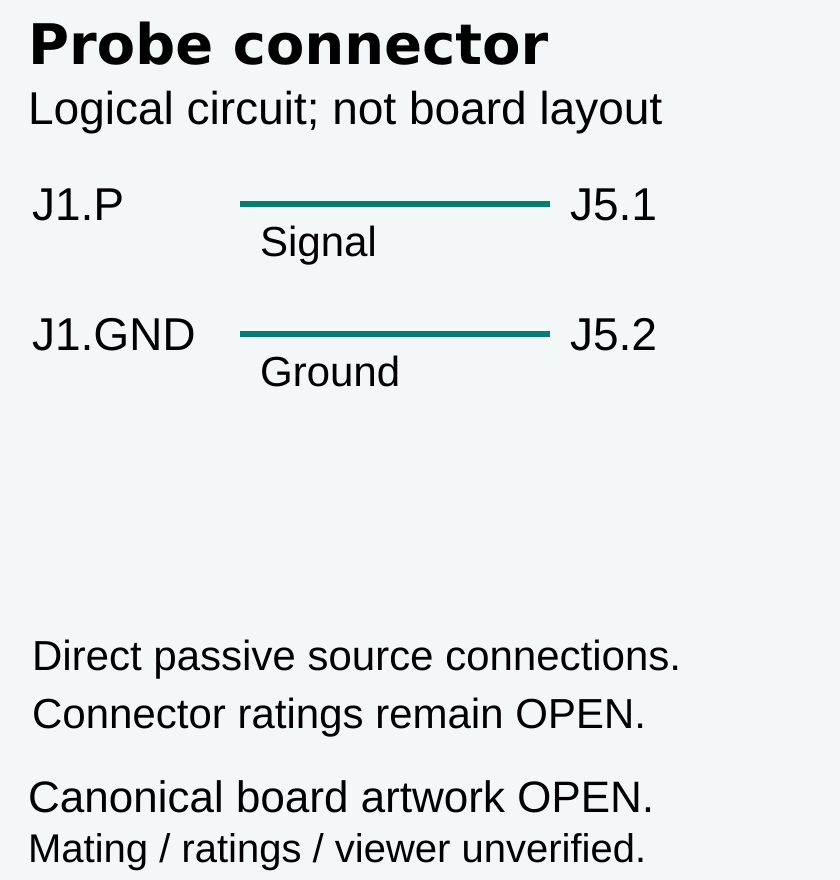 Probe connector
Logical circuit; not board layout
J1.P J5.1
Signal
J1.GND J5.2
Ground
Direct passive source connections.
Connector ratings remain OPEN.
Canonical board artwork OPEN.
Mating / ratings / viewer unverified.